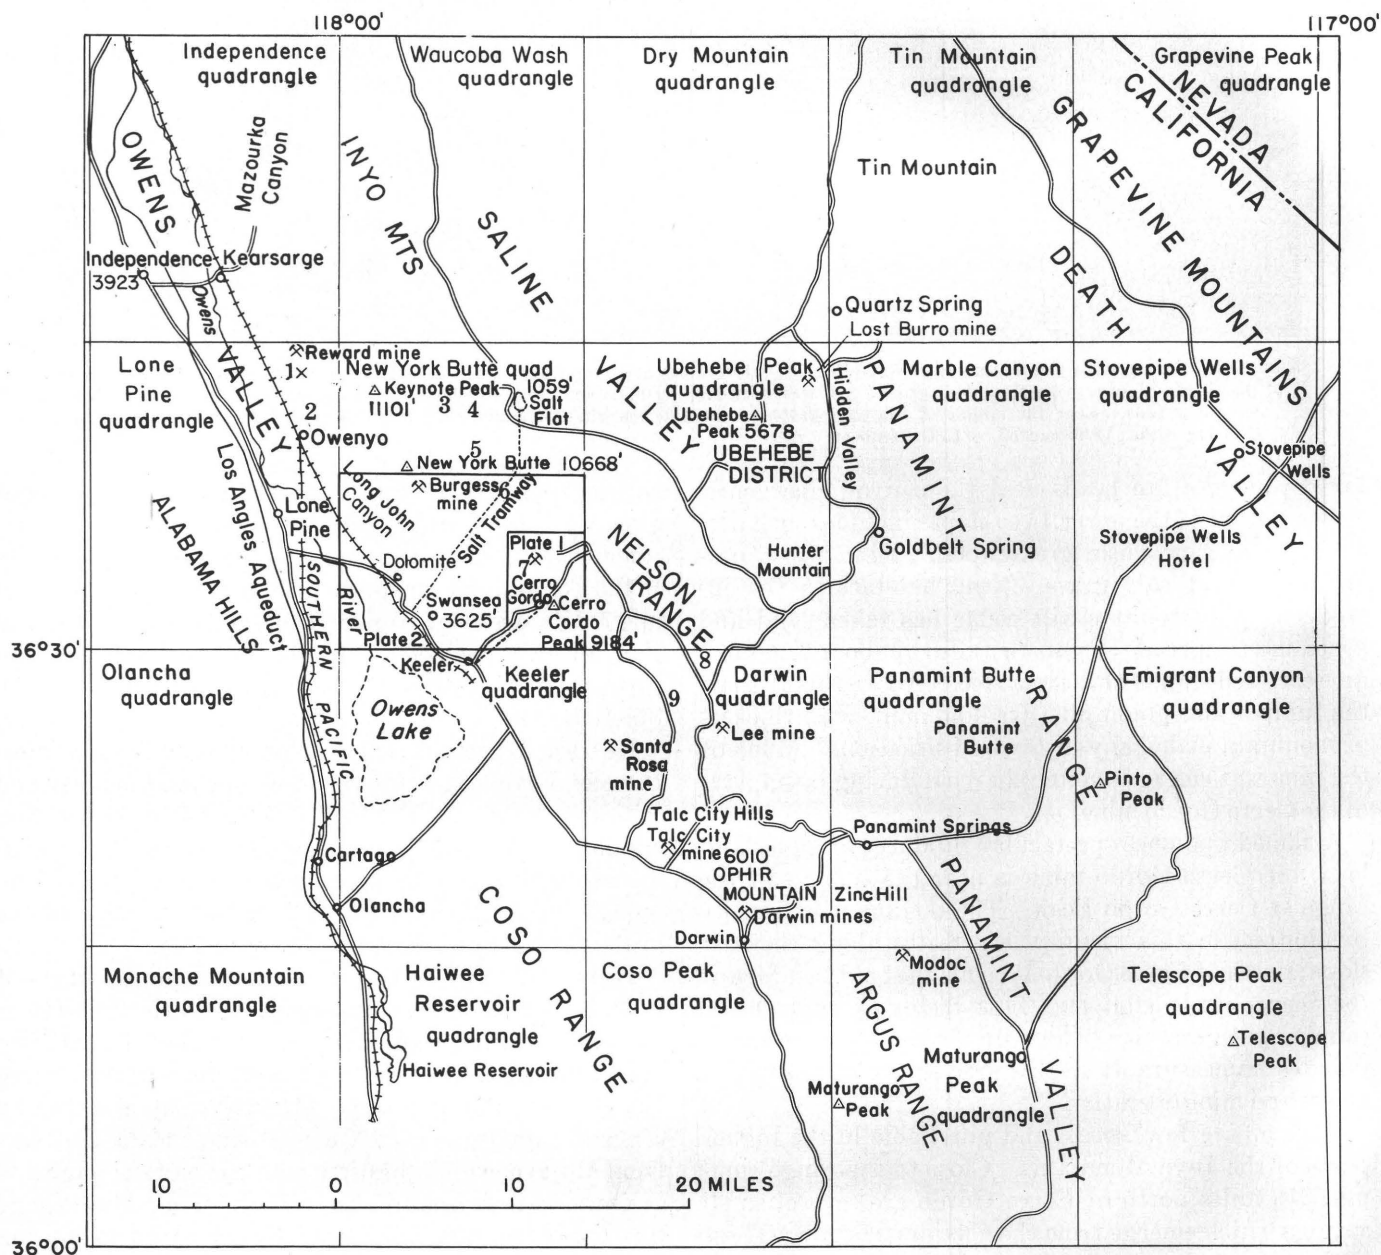 118°00'
117°00'
Independence
quadrangle
Waucoba Wash
quadrangle
Dry Mountain
quadrangle
Tin Mountain
quadrangle
Grapevine Peak
quadrangle
NEVADA
CALIFORNIA
OWENS
Mazourka
Canyon
INYO MTS
SALINE
Tin Mountain
GRAPEVINE MOUNTAINS
DEATH
Independence
3923'
Kearsarge
Owens
Quartz Spring
Lost Burro mine
Lone
Pine
quadrangle
VALLEY
Reward mine
1
2
New York Butte quad
Keynote Peak
11101'
3
4
5
1059'
Salt
Flat
VALLEY
Ubehebe Peak
quadrangle
Ubehebe
Peak 5678
UBEHEBE
DISTRICT
Hidden Valley
PANAMINT
Marble Canyon
quadrangle
Stovepipe Wells
quadrangle
VALLEY
Stovepipe
Wells
Owenyo
New York Butte 10668'
Burgess
mine
6
Long John
Canyon
Salt Tramway
Los Angles Aqueduct
Lone
Pine
ALABAMA HILLS
Dolomite
Plate 1
7
Cerro
Gordo
Cerro
Cordo
Peak 9184'
NELSON
RANGE
Hunter
Mountain
Goldbelt Spring
Stovepipe Wells
Hotel
SOUTHERN
PACIFIC
River
Swansea
3625'
Plate 2
Keeler
36°30'
Olancha
quadrangle
Owens
Lake
Keeler
quadrangle
8
9
Darwin
quadrangle
Panamint Butte
quadrangle
Panamint
Butte
RANGE
Emigrant Canyon
quadrangle
Santa
Rosa
mine
Lee mine
Pinto
Peak
Talc City Hills
Talc City
mine
6010'
OPHIR
MOUNTAIN
Panamint Springs
Cartago
Olancha
COSO
RANGE
Zinc Hill
Darwin mines
Darwin
PANAMINT
VALLEY
Monache Mountain
quadrangle
Haiwee
Reservoir
quadrangle
Haiwee Reservoir
Coso Peak
quadrangle
Modoc
mine
ARGUS RANGE
Telescope Peak
quadrangle
Telescope
Peak
Maturango
Peak
quadrangle
Maturango
Peak
10
0
10
20 MILES
36°00'